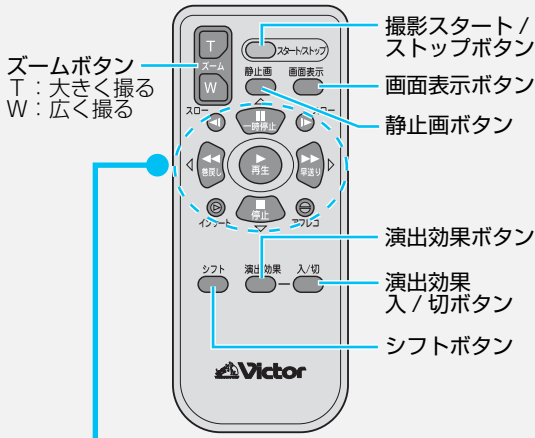 ズームボタン
T：大きく撮る
W：広く撮る
T
ズーム
W
スタート/ストップ
静止画
画面表示
スロー
スロー
一時停止
巻戻し
再生
早送り
停止
インサート
アフレコ
シフト
演出効果
入/切
Victor
撮影スタート /
ストップボタン
画面表示ボタン
静止画ボタン
演出効果ボタン
演出効果
入 / 切ボタン
シフトボタン